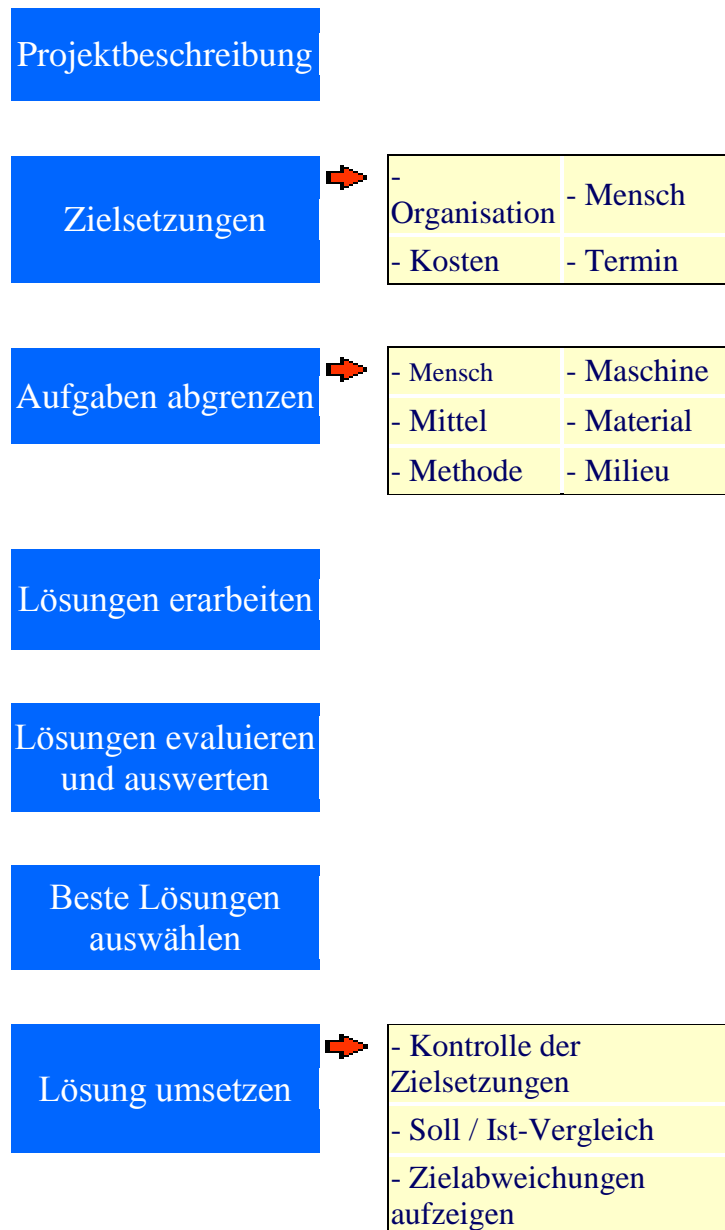 Projektbeschreibung
Zielsetzungen
-
Organisation
- Mensch
- Kosten
- Termin
Aufgaben abgrenzen
- Mensch
- Maschine
- Mittel
- Material
- Methode
- Milieu
Lösungen erarbeiten
Lösungen evaluieren
und auswerten
Beste Lösungen
auswählen
Lösung umsetzen
- Kontrolle der
Zielsetzungen
- Soll / Ist-Vergleich
- Zielabweichungen
aufzeigen